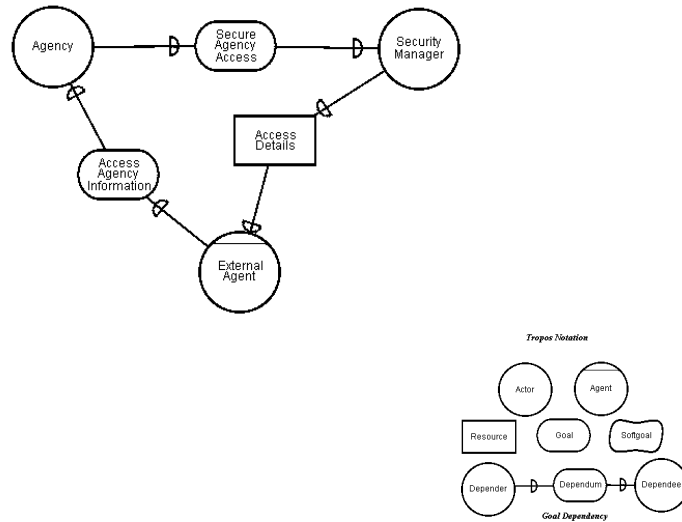 Agency
Secure
Agency
Access
Security
Manager
Access
Details
Access
Agency
Information
External
Agent
Tropos Notation
Actor
Agent
Resource
Goal
Softgoal
Depender
Dependum
Dependee
Goal Dependency